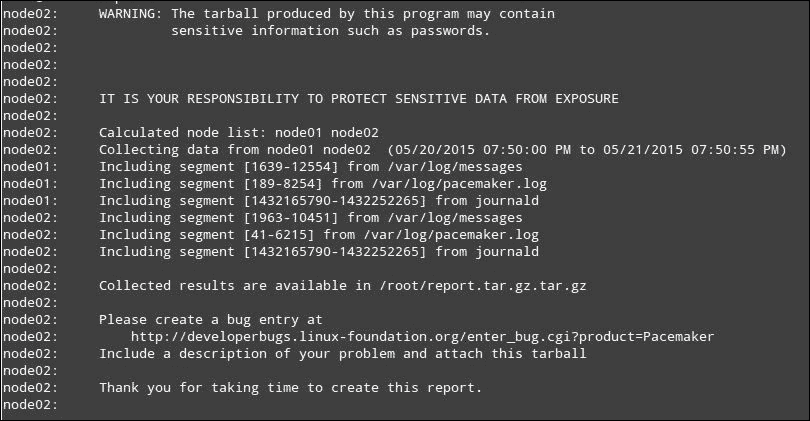 node02:     WARNING: The tarball produced by this program may contain
node02:              sensitive information such as passwords.
node02:
node02:
node02:
node02:     IT IS YOUR RESPONSIBILITY TO PROTECT SENSITIVE DATA FROM EXPOSURE
node02:
node02:     Calculated node list: node01 node02
node02:     Collecting data from node01 node02  (05/20/2015 07:50:00 PM to 05/21/2015 07:50:55 PM)
node01:     Including segment [1639-12554] from /var/log/messages
node01:     Including segment [189-8254] from /var/log/pacemaker.log
node01:     Including segment [1432165790-1432252265] from journald
node02:     Including segment [1963-10451] from /var/log/messages
node02:     Including segment [41-6215] from /var/log/pacemaker.log
node02:     Including segment [1432165790-1432252265] from journald
node02:
node02:     Collected results are available in /root/report.tar.gz.tar.gz
node02:
node02:     Please create a bug entry at
node02:         http://developerbugs.linux-foundation.org/enter_bug.cgi?product=Pacemaker
node02:     Include a description of your problem and attach this tarball
node02:
node02:     Thank you for taking time to create this report.
node02: